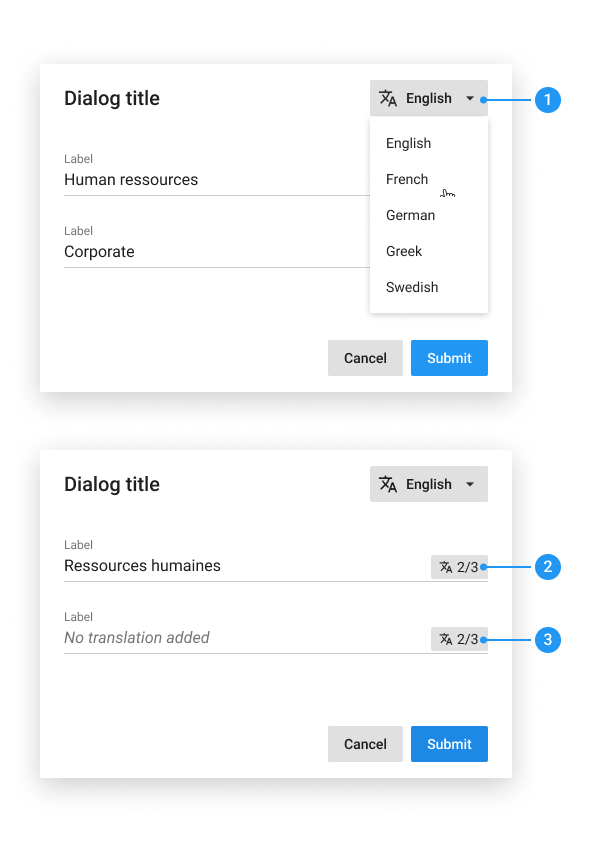 Dialog title
English
1
English
Label
Human ressources
French
German
Label
Corporate
Greek
Swedish
Cancel
Submit
Dialog title
English
Label
Ressources humaines
2/3
2
Label
No translation added
2/3
3
Cancel
Submit